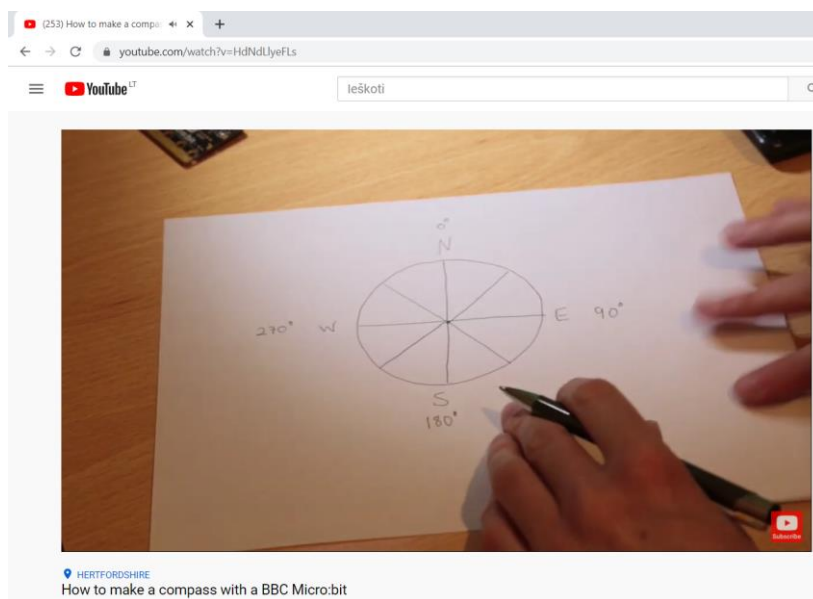 (253) How to make a compa
youtube.com/watch?v=HdNdLlyeFLs
YouTube LT
Ieškoti
0°
N
270° W E 90°
S
180°
Subscribe
HERTFORDSHIRE
How to make a compass with a BBC Micro:bit